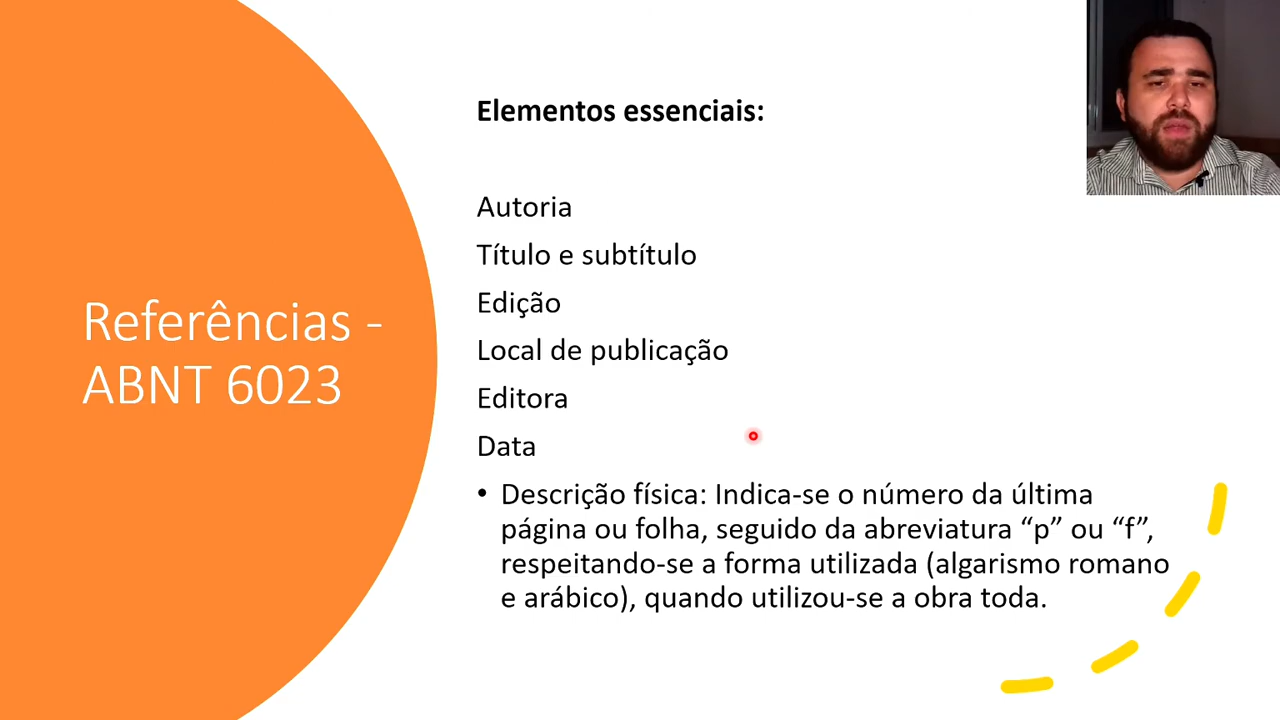 Referências -
ABNT 6023
Elementos essenciais:
Autoria
Título e subtítulo
Edição
Local de publicação
Editora
Data
• Descrição física: Indica-se o número da última
página ou folha, seguido da abreviatura “p” ou “f”,
respeitando-se a forma utilizada (algarismo romano
e arábico), quando utilizou-se a obra toda.